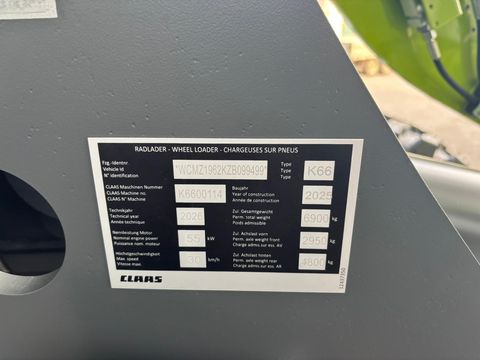 RADLADER - WHEEL LOADER - CHARGEUSES SUR PNEUS
Fzg.-Identnr.
Vehicle Id
N° identification
*WCMZ1962KZB099499*
Type
Type
Type
K66
CLAAS Maschinen Nummer
CLAAS Machine no.
CLAAS N° Machine
K6600114
Baujahr
Year of construction
Année de construction
2025
Technikjahr
Technical year
Année technique
2026
Zul. Gesamtgewicht
Perm. total weight
Poids admissible
6900 kg
Nennleistung Motor
Nominal engine power
Puissance nom. moteur
55 kW
Zul. Achslast vorn
Perm. axle weight front
Charge admis sur ess. AV
2950 kg
Höchstgeschwindigkeit
Max. speed
Vitesse max.
30 km/h
Zul. Achslast hinten
Perm. axle weight rear
Charge admis sur ess. AR
4800 kg
CLAAS